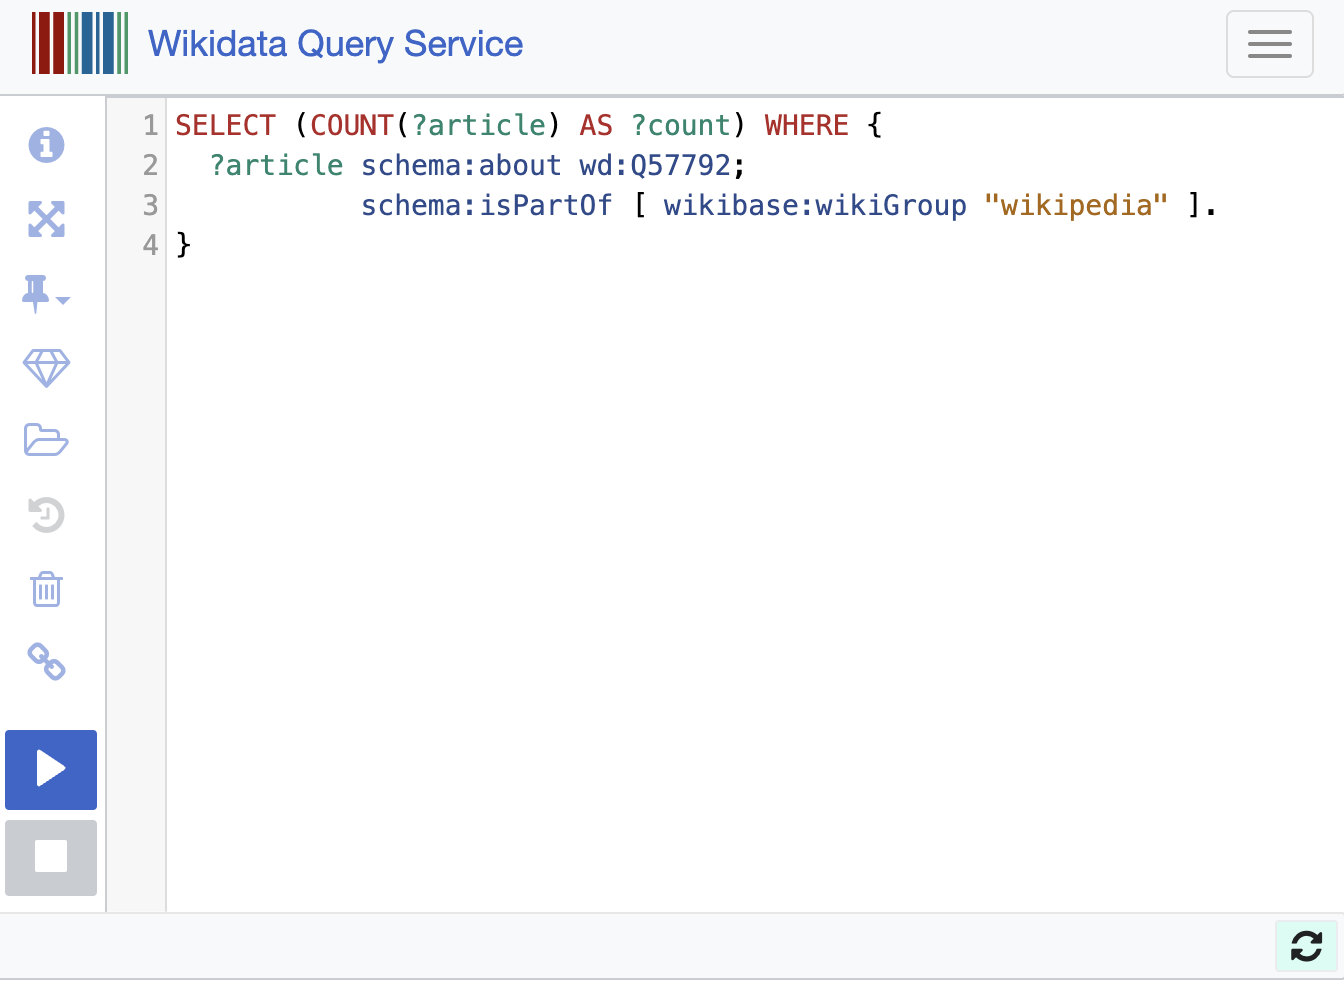 Wikidata Query Service
1 SELECT (COUNT(?article) AS ?count) WHERE {
2   ?article schema:about wd:Q57792;
3            schema:isPartOf [ wikibase:wikiGroup "wikipedia" ].
4 }